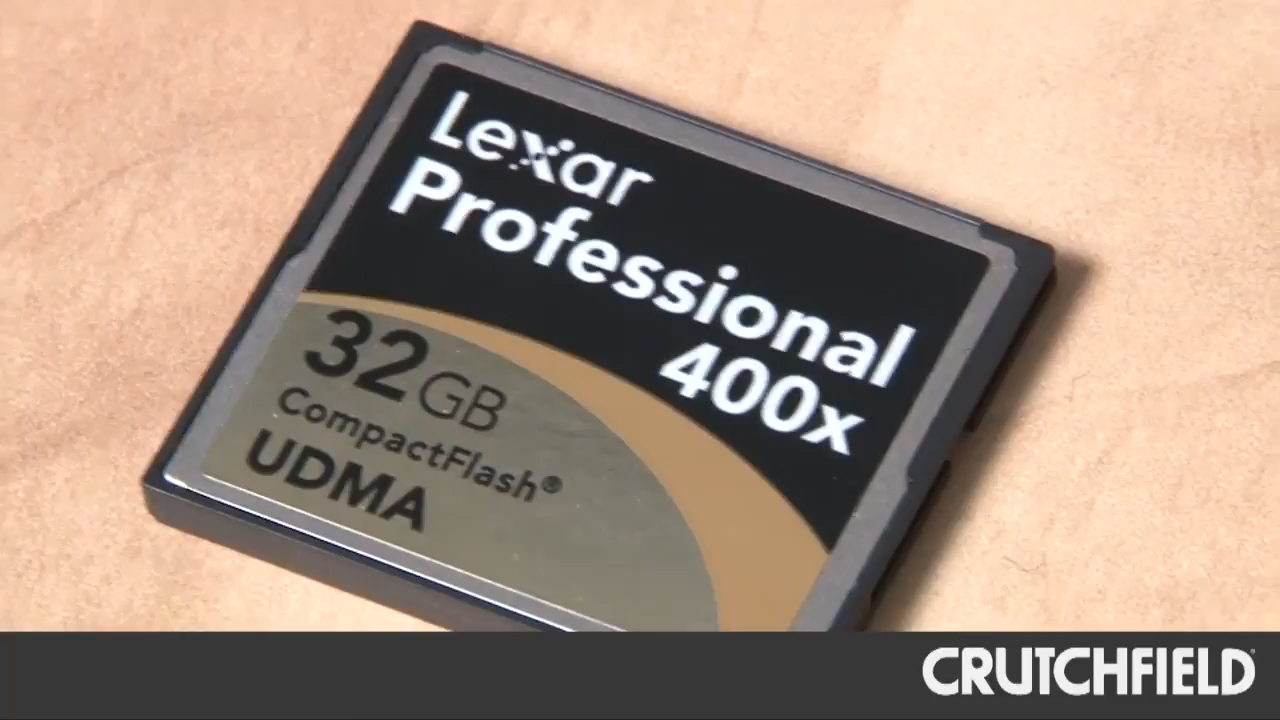 Lexar
Professional
400x
32GB
CompactFlash®
UDMA
CRUTCHFIELD